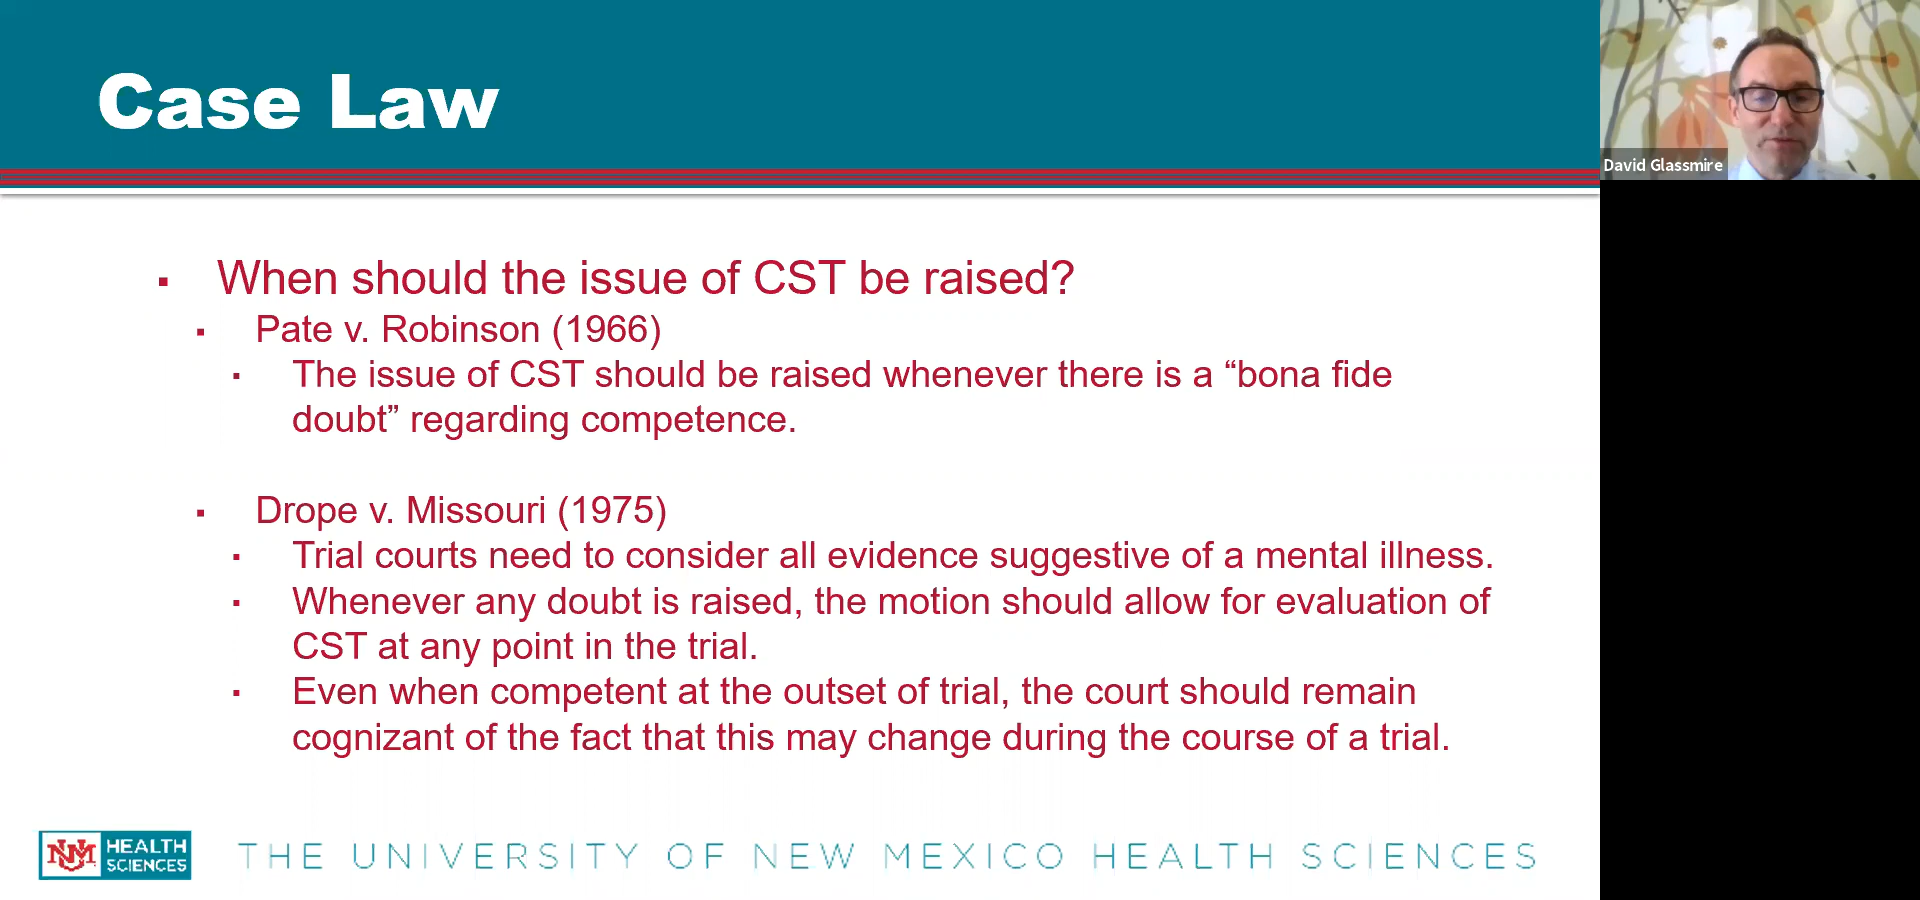 Case Law
David Glassmire
▪ When should the issue of CST be raised?
▪ Pate v. Robinson (1966)
▪ The issue of CST should be raised whenever there is a “bona fide
doubt” regarding competence.
▪ Drope v. Missouri (1975)
▪ Trial courts need to consider all evidence suggestive of a mental illness.
▪ Whenever any doubt is raised, the motion should allow for evaluation of
CST at any point in the trial.
▪ Even when competent at the outset of trial, the court should remain
cognizant of the fact that this may change during the course of a trial.
UNM HEALTH
SCIENCES
THE UNIVERSITY OF NEW MEXICO HEALTH SCIENCES